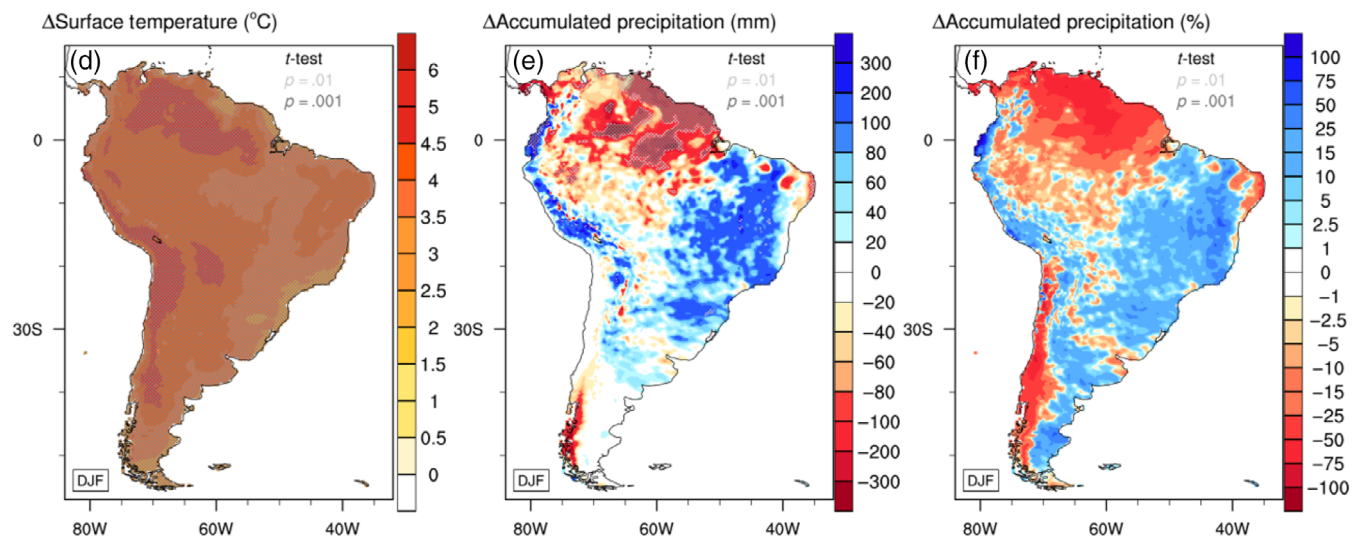 ΔSurface temperature (°C)
(d)
t-test
p = .01
p = .001
0
30S
DJF
80W
60W
40W
6
5
4.5
4
3.5
3
2.5
2
1.5
1
0.5
0
ΔAccumulated precipitation (mm)
(e)
t-test
p = .01
p = .001
0
30S
DJF
80W
60W
40W
300
200
100
80
60
40
20
0
−20
−40
−60
−80
−100
−200
−300
ΔAccumulated precipitation (%)
(f)
t-test
p = .01
p = .001
0
30S
DJF
80W
60W
40W
100
75
50
25
15
10
5
2.5
1
0
−1
−2.5
−5
−10
−15
−25
−50
−75
−100